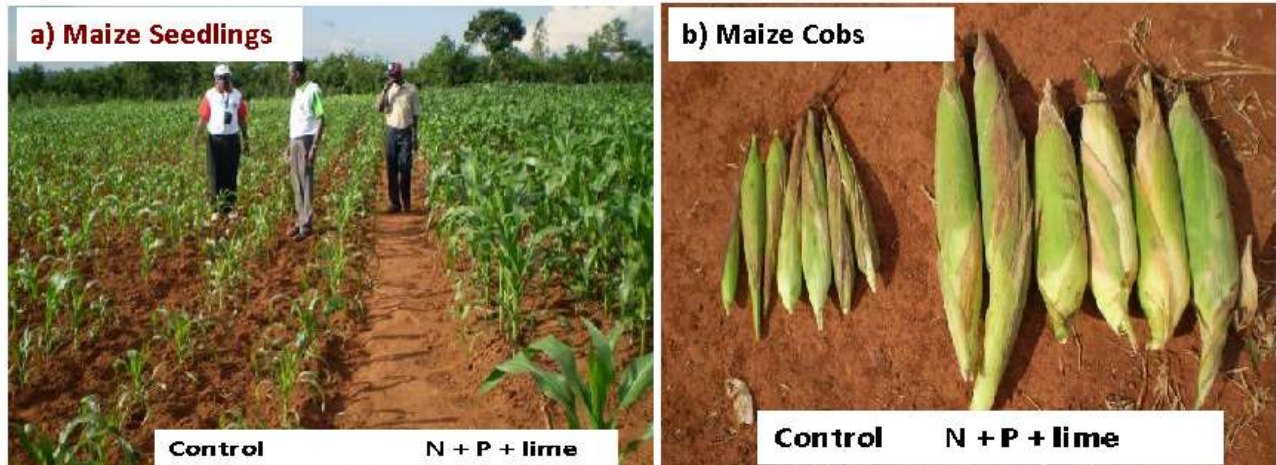 a) Maize Seedlings
Control N + P + lime
b) Maize Cobs
Control N + P + lime